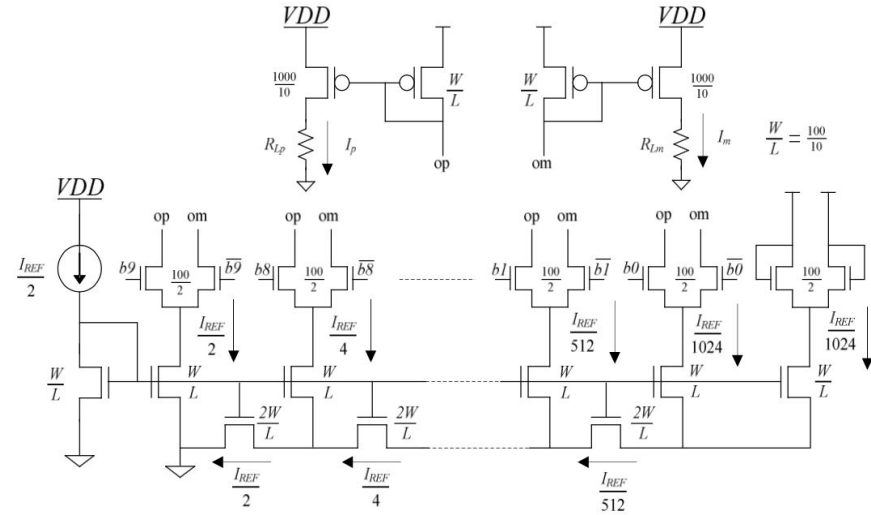 VDD VDD
1000/10 W/L W/L 1000/10
R_Lp I_p op om R_Lm I_m W/L = 100/10
VDD
op om op om op om op om
I_REF/2 b9 100/2 b9̅ b8 100/2 b8̅ b1 100/2 b1̅ b0 100/2 b0̅ 100/2
I_REF/2 I_REF/4 I_REF/512 I_REF/1024 I_REF/1024
W/L W/L W/L W/L W/L W/L
2W/L 2W/L 2W/L
I_REF/2 I_REF/4 I_REF/512